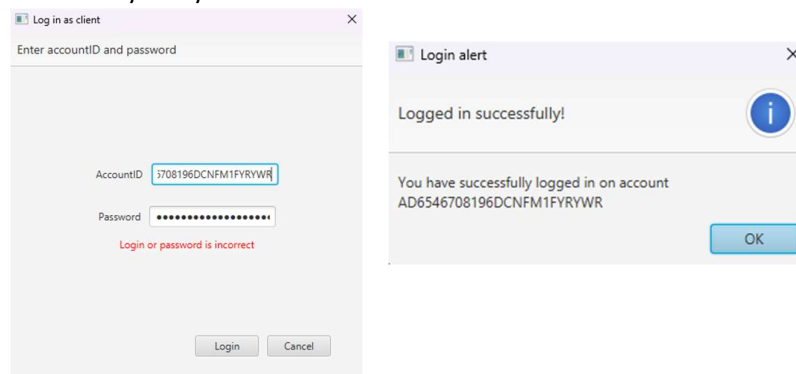 Log in as client
Enter accountID and password
AccountID 5708196DCNFM1FYRYWR
Password
Login or password is incorrect
Login Cancel
Login alert
Logged in successfully!
You have successfully logged in on account
AD6546708196DCNFM1FYRYWR
OK